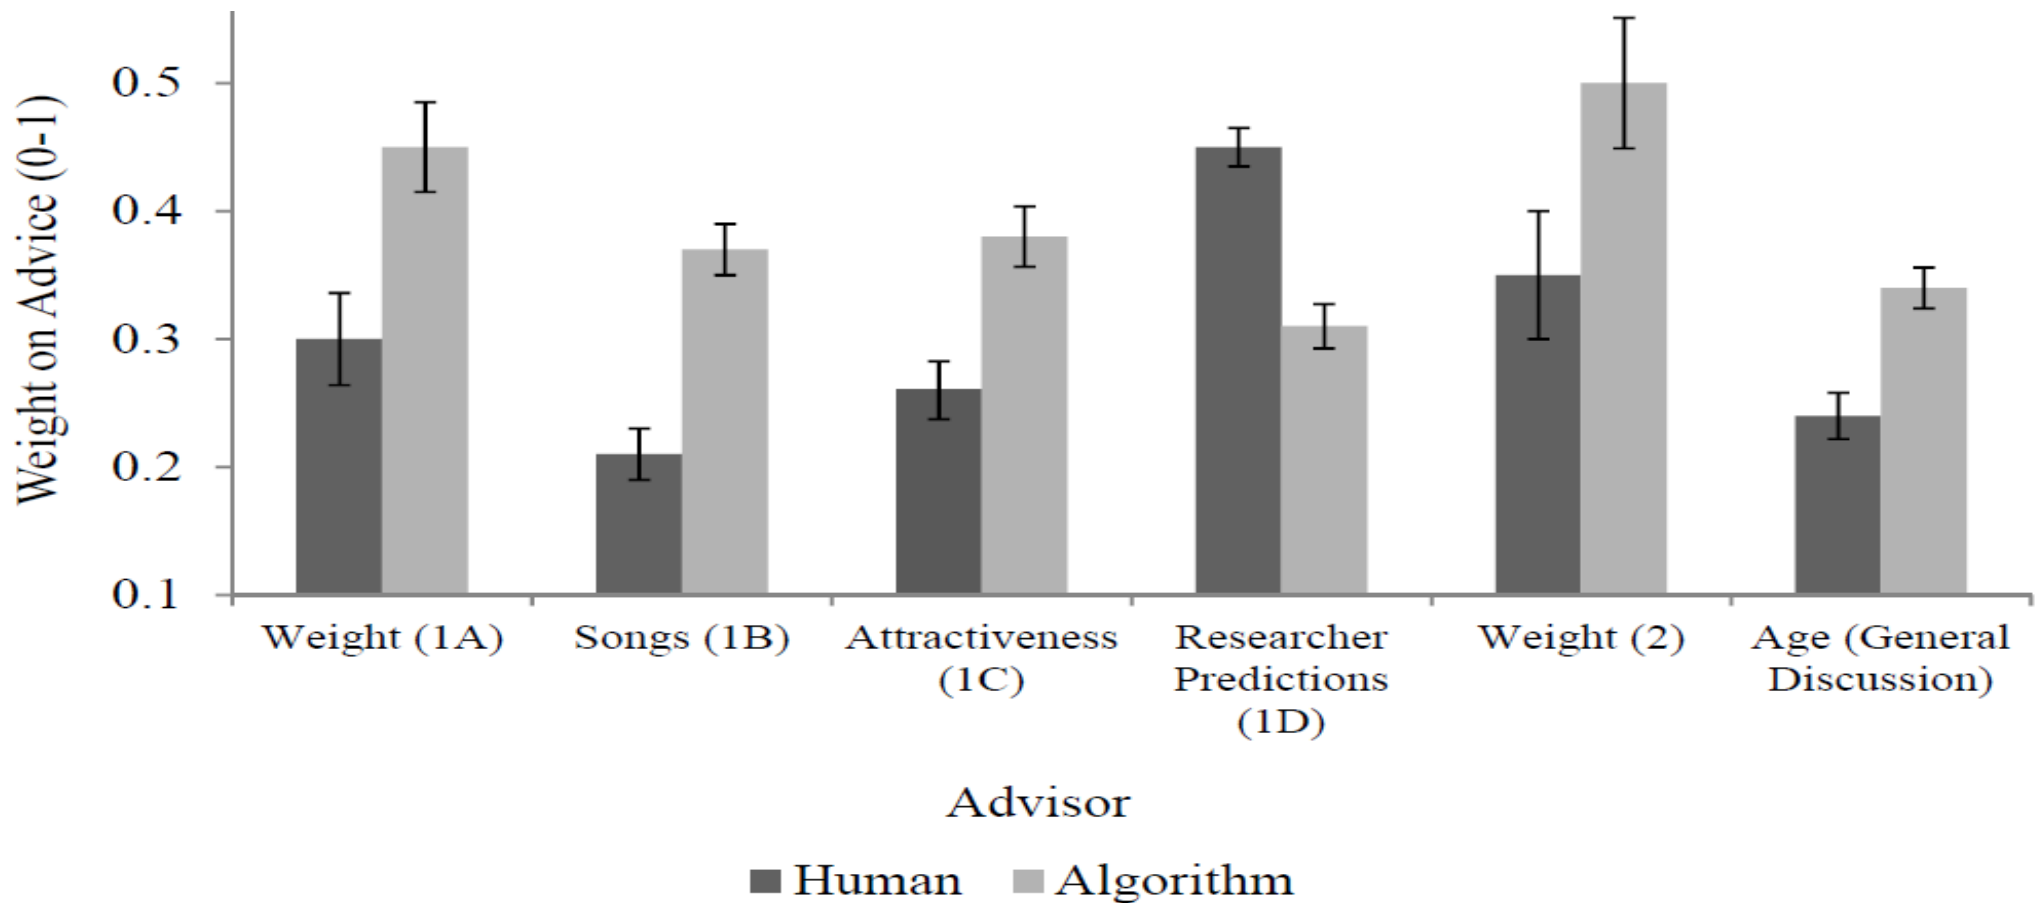 Weight on Advice (0-1)
0.5
0.4
0.3
0.2
0.1
Weight (1A)
Songs (1B)
Attractiveness
(1C)
Researcher
Predictions
(1D)
Weight (2)
Age (General
Discussion)
Advisor
Human
Algorithm